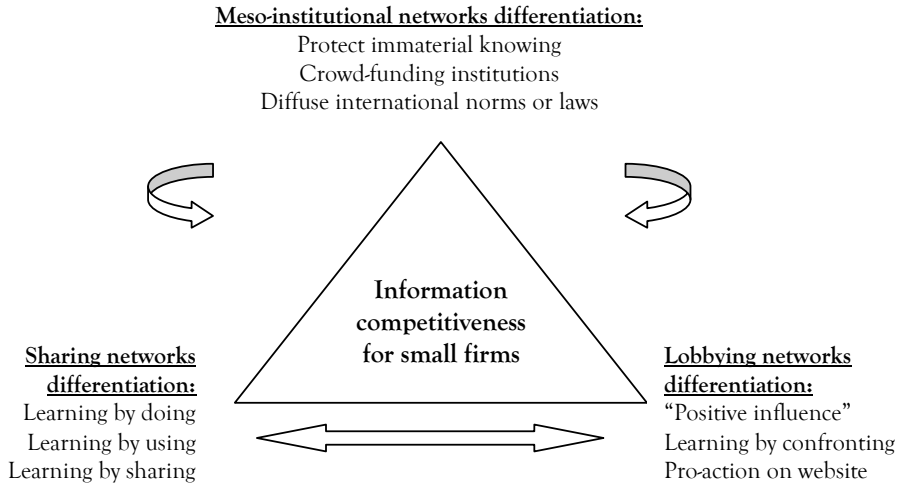 Meso-institutional networks differentiation:
Protect immaterial knowing
Crowd-funding institutions
Diffuse international norms or laws
Information
competitiveness
for small firms
Sharing networks
differentiation:
Learning by doing
Learning by using
Learning by sharing
Lobbying networks
differentiation:
“Positive influence”
Learning by confronting
Pro-action on website